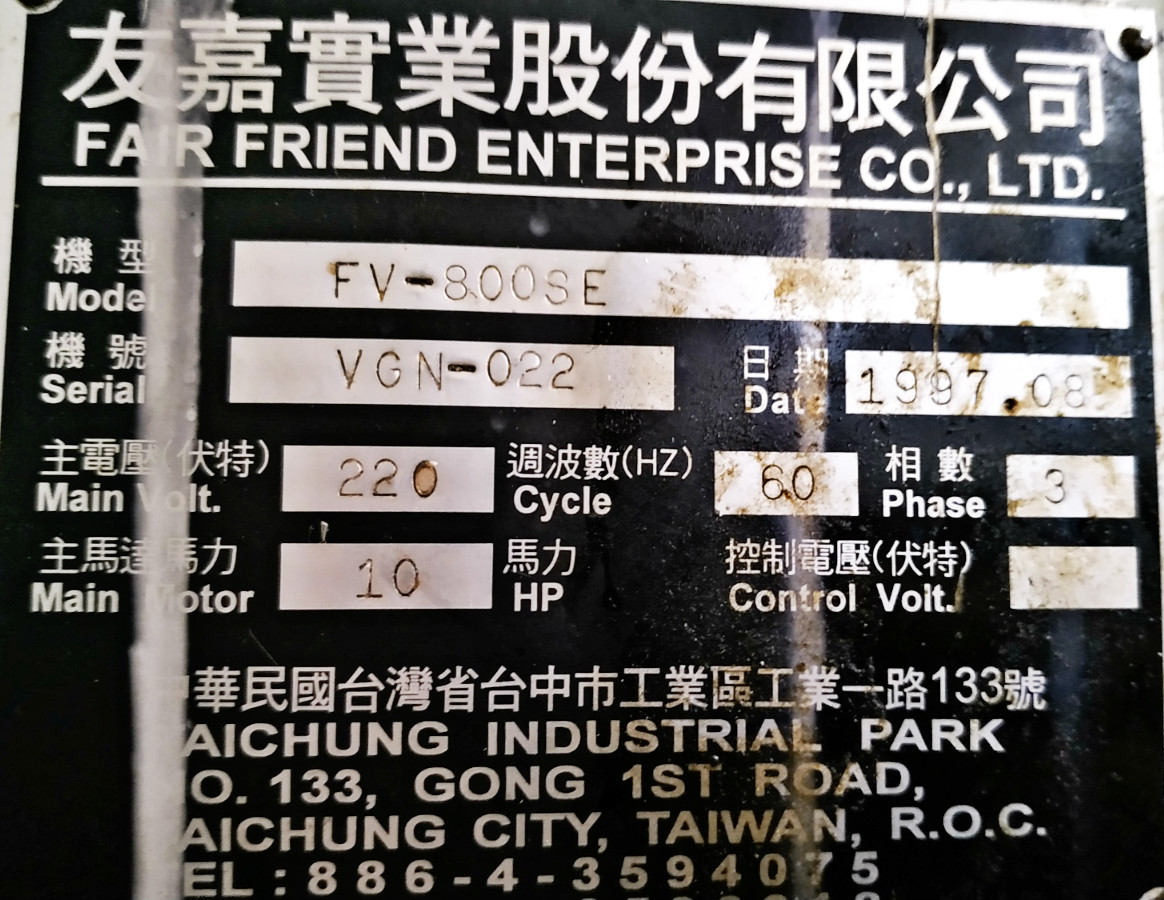 友嘉實業股份有限公司
FAIR FRIEND ENTERPRISE CO., LTD.
機型 FV-800SE
Model
機號 VGN-022 日期 1997.08
Serial Date
主電壓(伏特) 220 週波數(HZ) 60 相數 3
Main Volt. Cycle Phase
主馬達馬力 10 馬力 控制電壓(伏特)
Main Motor HP Control Volt.
中華民國台灣省台中市工業區工業一路133號
AICHUNG INDUSTRIAL PARK
O. 133, GONG 1ST ROAD,
AICHUNG CITY, TAIWAN, R.O.C.
EL : 886-4-3594075